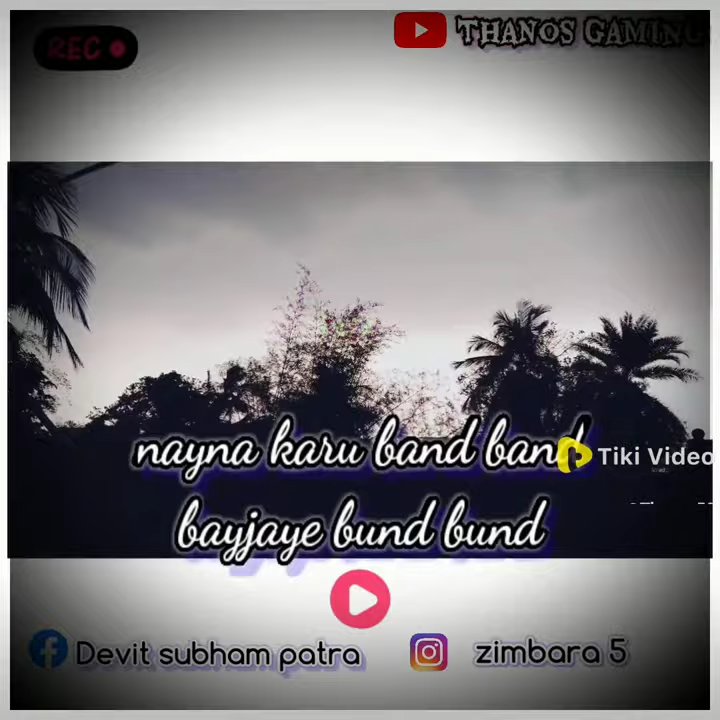 REC
THANOS GAMING
nayna karu band band
Tiki Video
bayjaye bund bund
Devit subham patra
zimbara 5